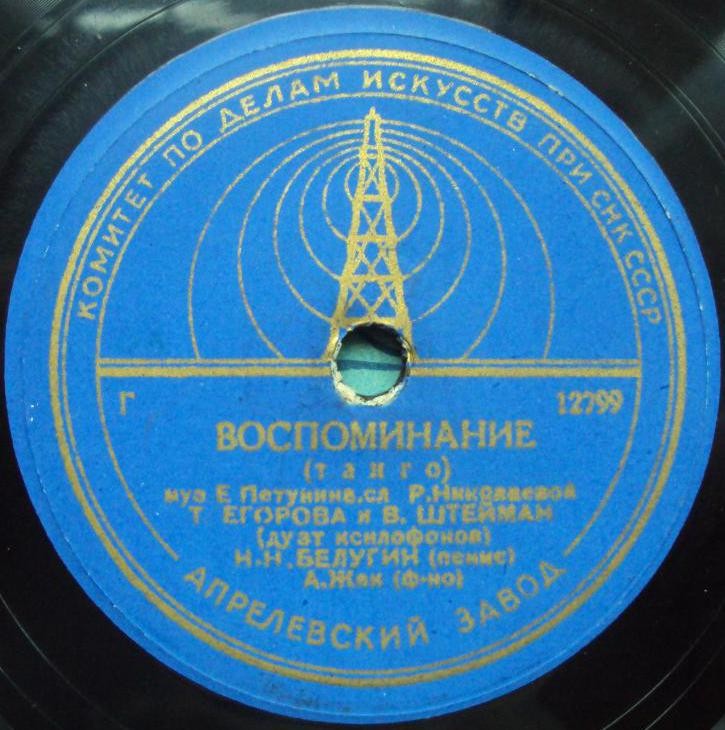 КОМИТЕТ ПО ДЕЛАМ ИСКУССТВ ПРИ СНК СССР
Г 12799
ВОСПОМИНАНИЕ
(танго)
муз Е Петунина, сл Р. Николаевой
Т ЕГОРОВА и В. ШТЕЙМАН
(дуэт ксилофонов)
Н. Н. БЕЛУГИН (пение)
А. Жак (ф-но)
АПРЕЛЕВСКИЙ ЗАВОД